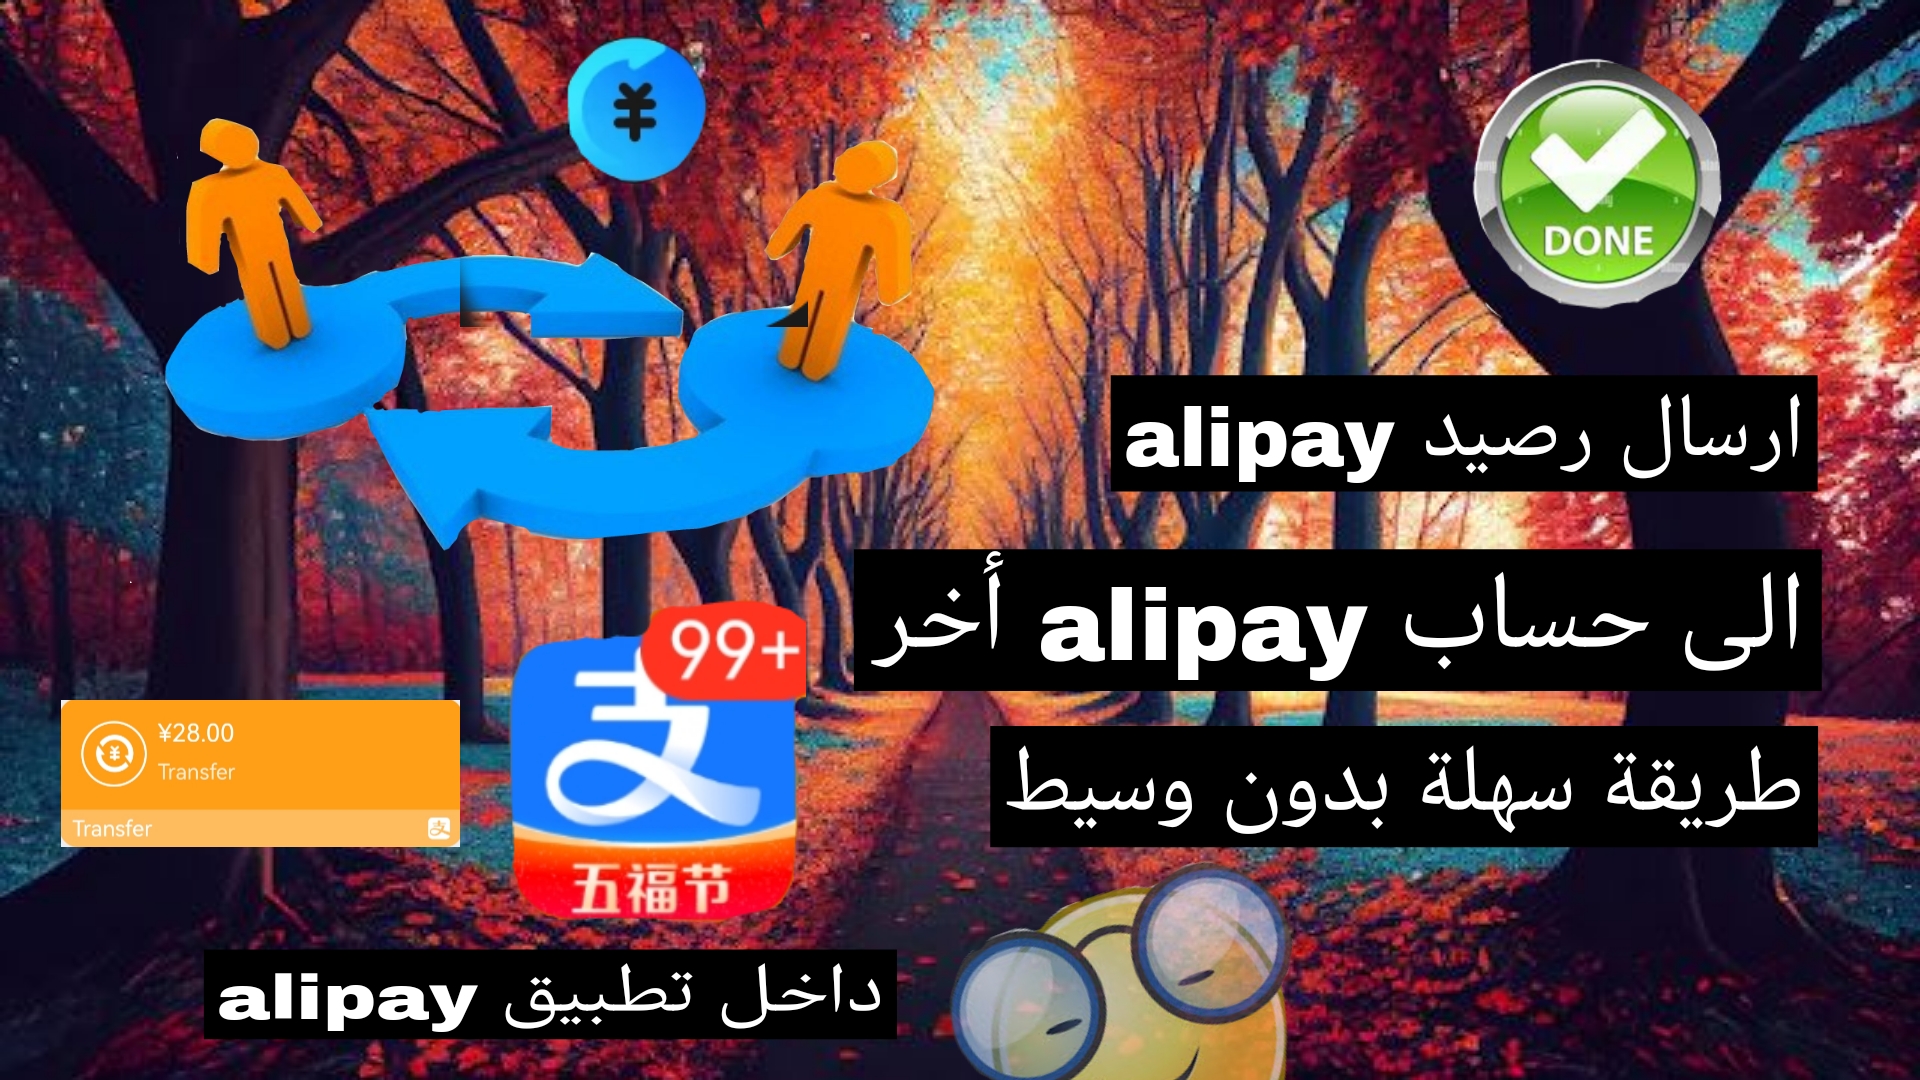 ¥
DONE
ارسال رصيد alipay
الى حساب alipay أخر
99+
支
¥28.00
Transfer
Transfer
支
طريقة سهلة بدون وسيط
五福节
داخل تطبيق alipay